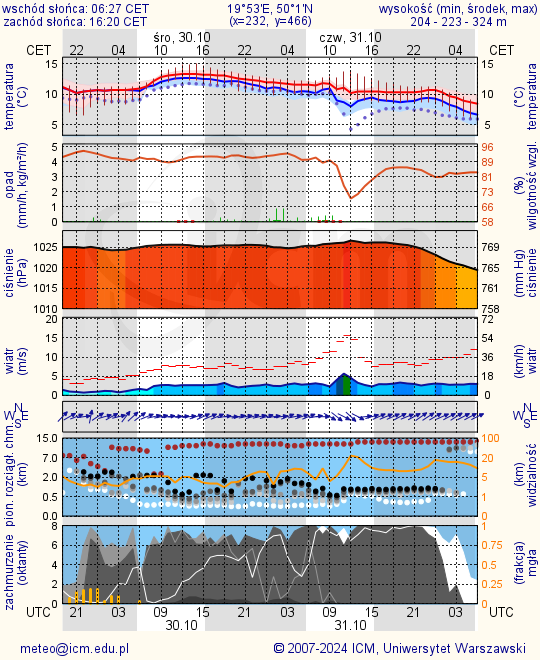 wschód słońca: 06:27 CET 19°53'E, 50°1'N wysokość (min, środek, max)
zachód słońca: 16:20 CET (x=232, y=466) 204 - 223 - 324 m
śro, 30.10 czw, 31.10
CET 22 04 10 16 22 04 10 16 22 04 CET
temperatura (°C) 15 10 5 15 10 5 (°C) temperatura
opad (mm/h, kg/m²/h) 5 4 3 2 1 0 96 89 81 73 66 58 (%) wilgotność wzgl.
ciśnienie (hPa) 1025 1020 1015 1010 769 765 761 758 (mm Hg) ciśnienie
wiatr (m/s) 20 15 10 5 0 72 54 36 18 0 (km/h) wiatr
N W E S N W E S
pion. rozciągł. chm. (km) 15.0 7.0 2.0 0.5 0.0 100 20 5 1 0 (km) widzialność
zachmurzenie (oktanty) 8 6 4 2 0 1 0.75 0.5 0.25 0 (frakcja) mgła
UTC 21 03 09 15 21 03 09 15 21 03 UTC
30.10 31.10
meteo@icm.edu.pl © 2007-2024 ICM, Uniwersytet Warszawski